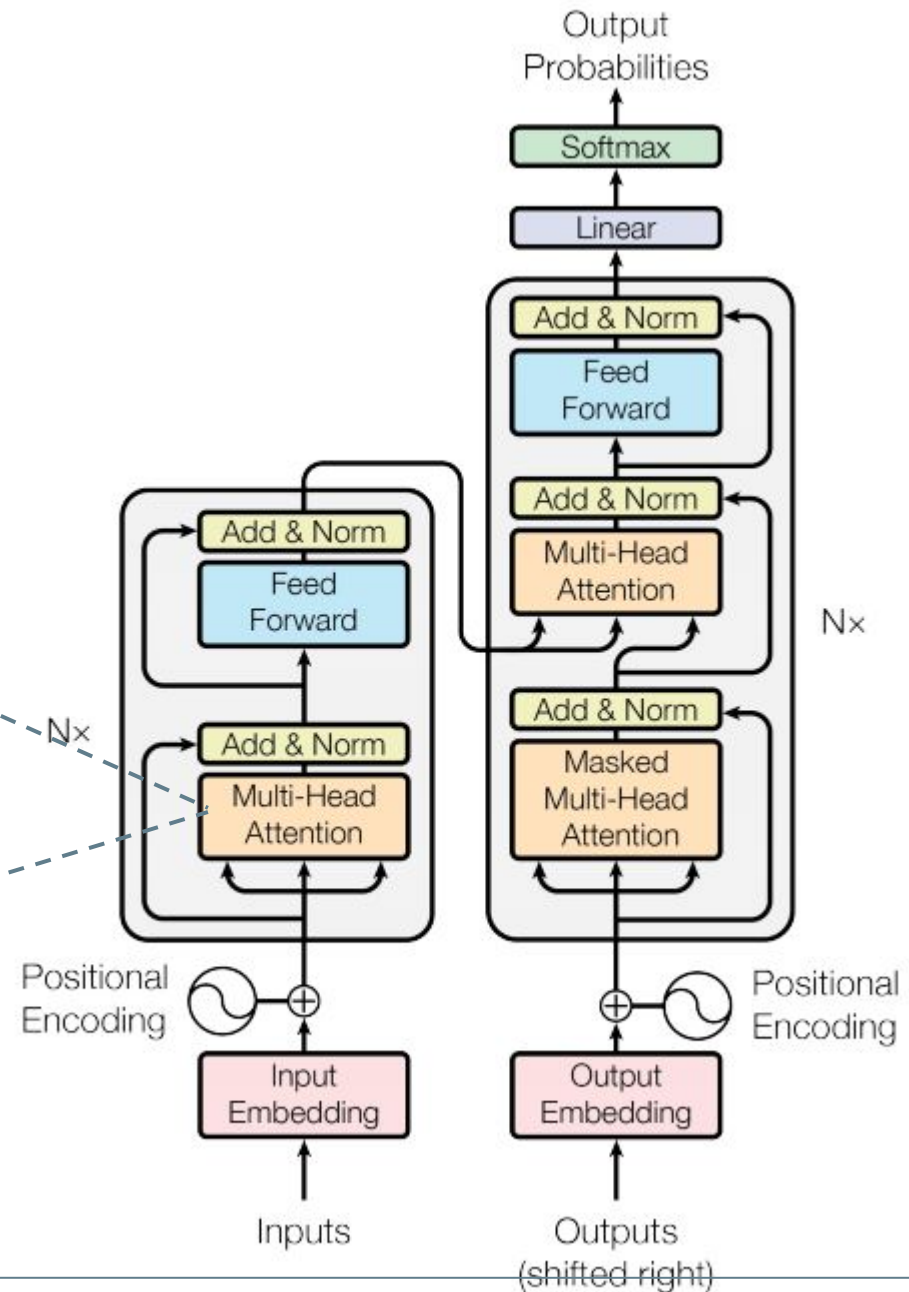 Output
Probabilities
Softmax
Linear
Add & Norm
Feed
Forward
Add & Norm
Multi-Head
Attention
Nx
Add & Norm
Masked
Multi-Head
Attention
Add & Norm
Feed
Forward
Nx
Add & Norm
Multi-Head
Attention
Positional
Encoding
Positional
Encoding
Input
Embedding
Output
Embedding
Inputs
Outputs
(shifted right)